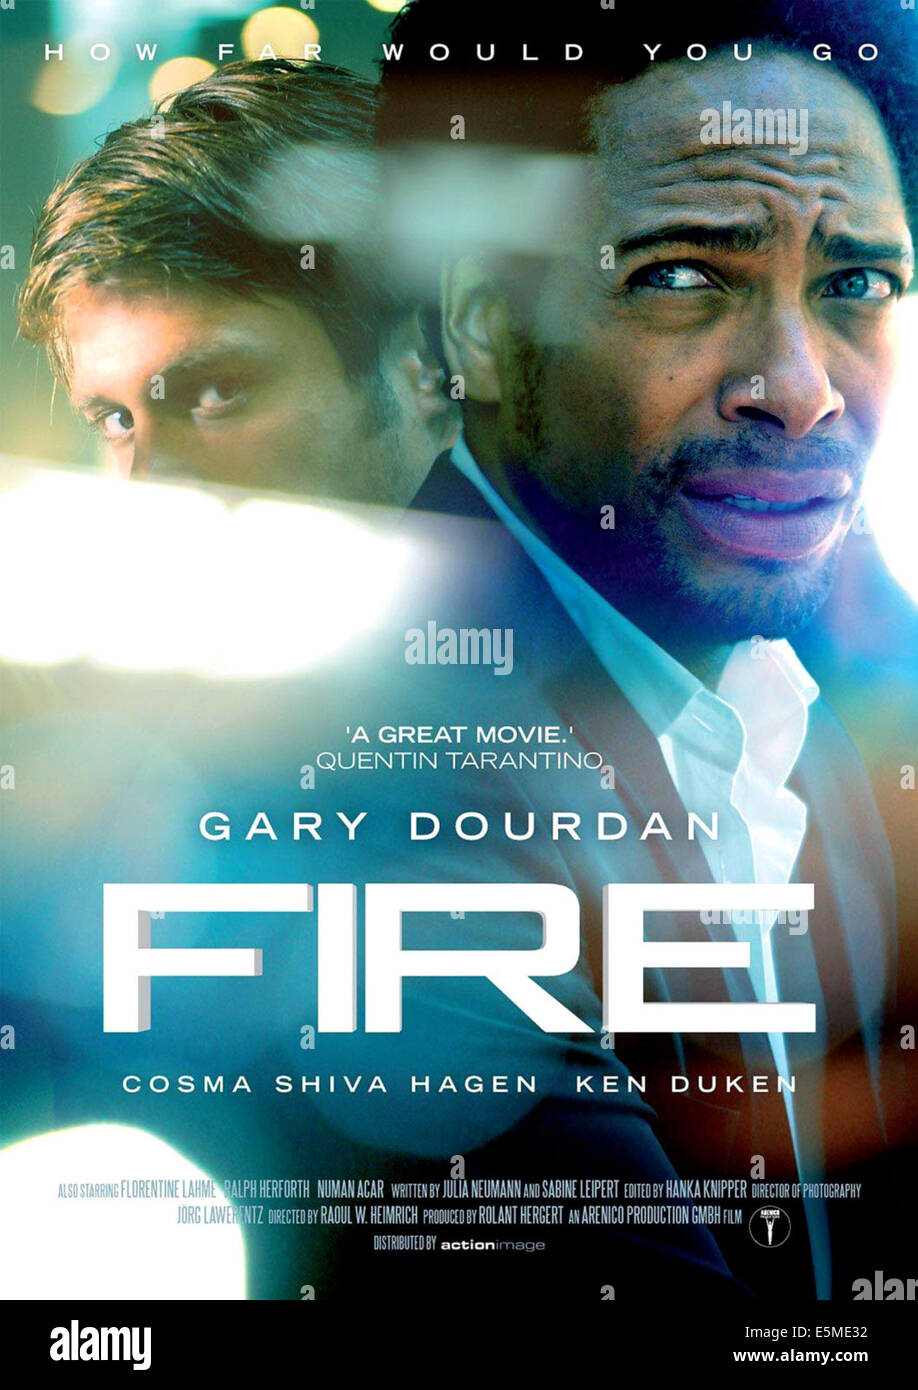 HOW FAR WOULD YOU GO
alamy
'A GREAT MOVIE.'
QUENTIN TARANTINO
GARY DOURDAN
FIRE
COSMA SHIVA HAGEN KEN DUKEN
ALSO STARRING FLORENTINE LAHME RALPH HERFORTH NUMAN ACAR WRITTEN BY JULIA NEUMANN AND SABINE LEIPERT EDITED BY HANKA KNIPPER DIRECTOR OF PHOTOGRAPHY
JÖRG LAWERENTZ DIRECTED BY RAOUL W. HEIMRICH PRODUCED BY ROLANT HERGERT AN ARENICO PRODUCTION GMBH FILM
ARENICO
DISTRIBUTED BY actionimage
alamy
Image ID: E5ME32
www.alamy.com